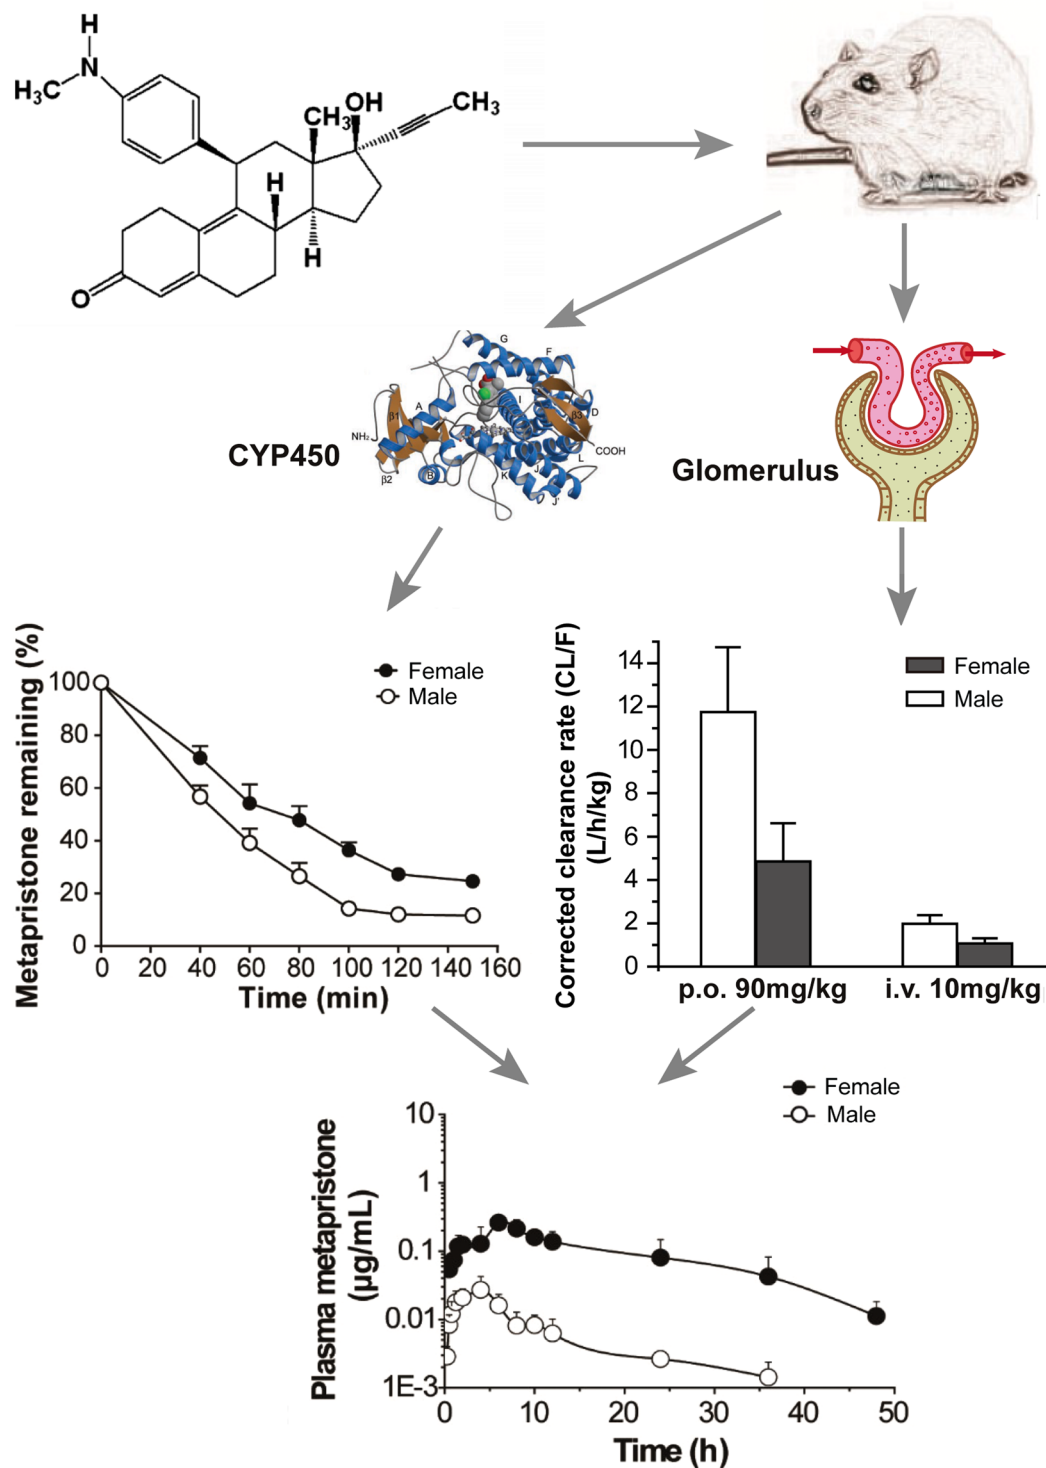 H
N
H₃C
OH
CH₃
CH₃
H
H
O
G
F
A
I
β1
β3
D
NH₂
COOH
CYP450
L
K
J
β2
B
J'
Glomerulus
Metapristone remaining (%)
100
80
60
40
20
0
0 20 40 60 80 100 120 140 160
Time (min)
Female
Male
Corrected clearance rate (CL/F)
(L/h/kg)
14
12
10
8
6
4
2
0
p.o. 90mg/kg i.v. 10mg/kg
Female
Male
Female
Male
Plasma metapristone
(µg/mL)
10
1
0.1
0.01
1E-3
0 10 20 30 40 50
Time (h)